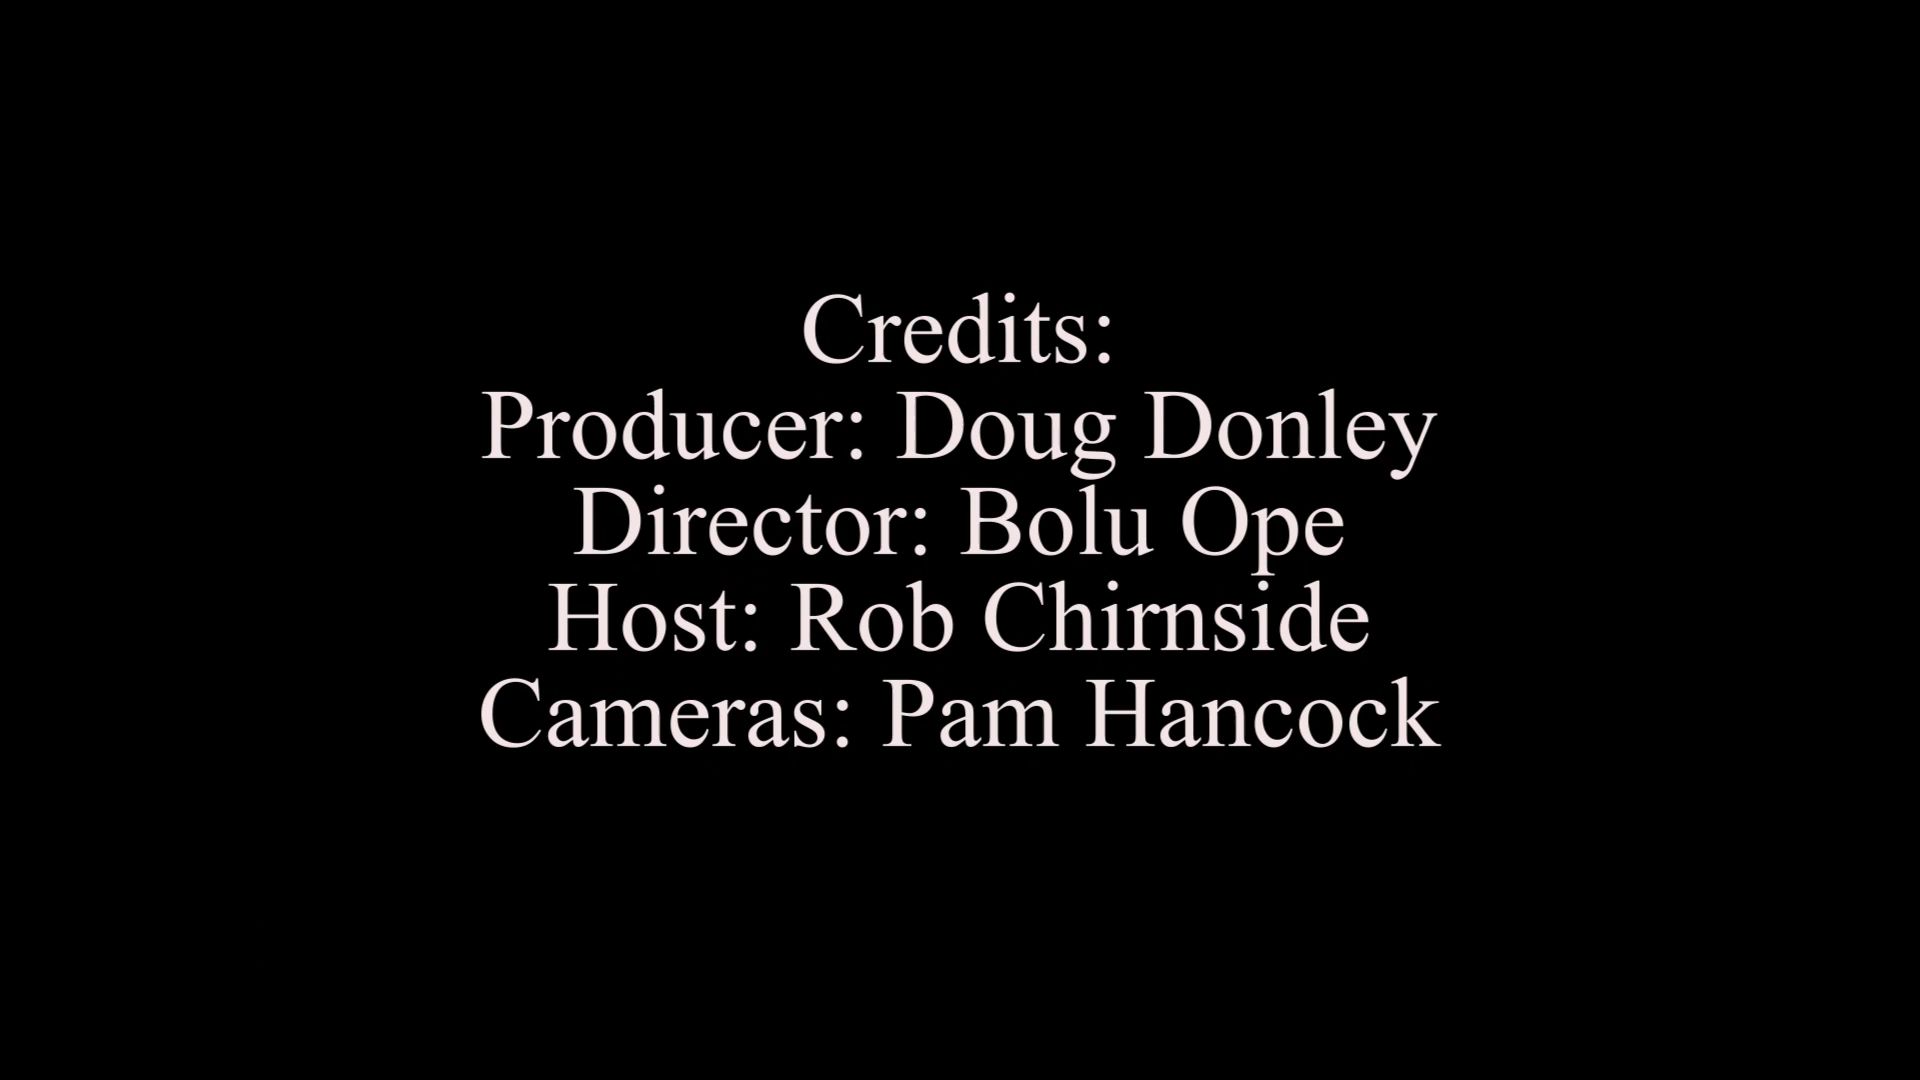 Credits:
Producer: Doug Donley
Director: Bolu Ope
Host: Rob Chirnside
Cameras: Pam Hancock